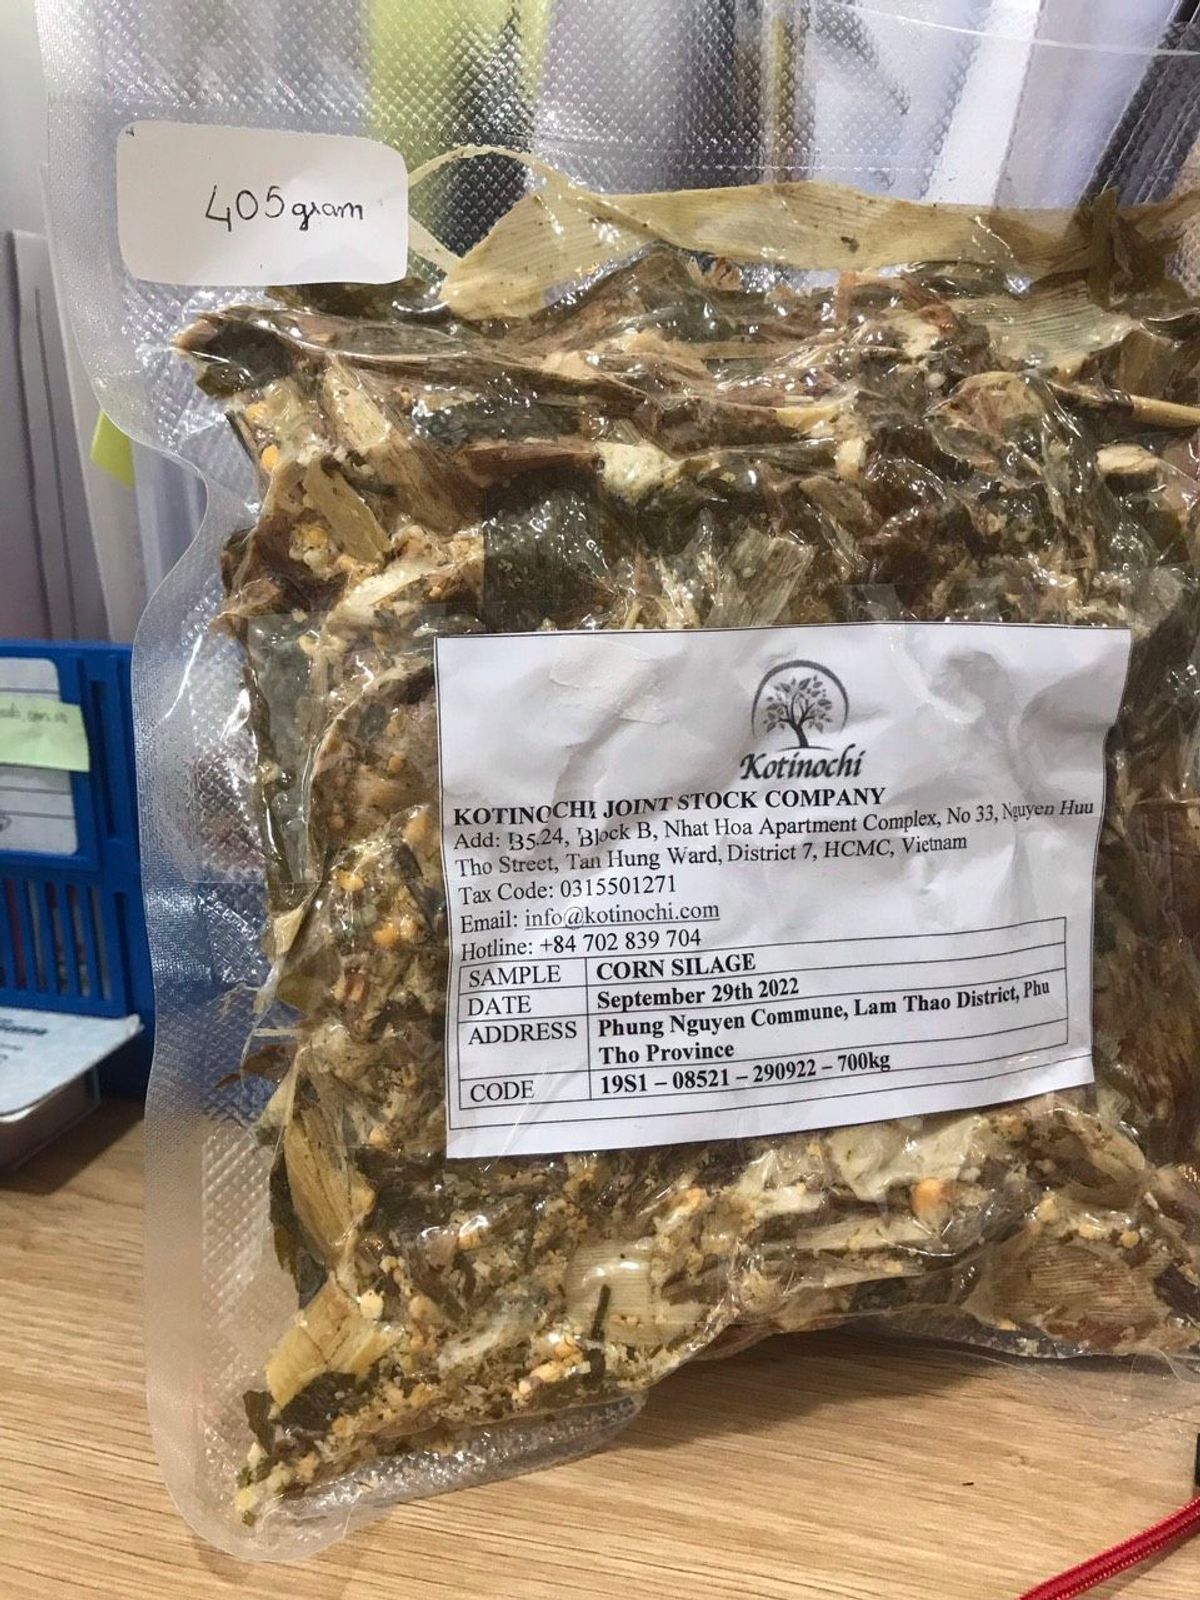 405gram
Kotinochi
KOTINOCHI JOINT STOCK COMPANY
Add: B5.24, Block B, Nhat Hoa Apartment Complex, No 33, Nguyen Huu
Tho Street, Tan Hung Ward, District 7, HCMC, Vietnam
Tax Code: 0315501271
Email: info@kotinochi.com
Hotline: +84 702 839 704
SAMPLE CORN SILAGE
DATE September 29th 2022
ADDRESS Phung Nguyen Commune, Lam Thao District, Phu
Tho Province
CODE 19S1 – 08521 – 290922 – 700kg